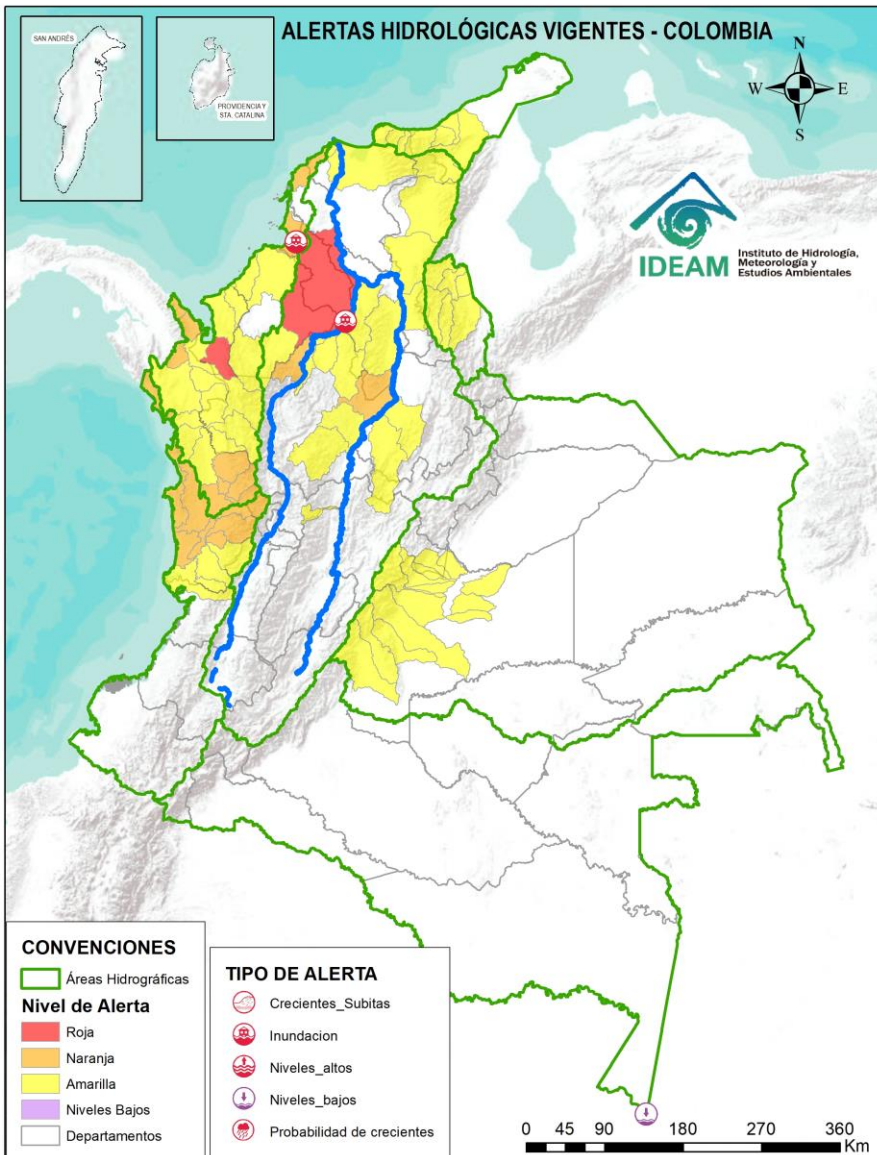 ALERTAS HIDROLÓGICAS VIGENTES - COLOMBIA
SAN ANDRÉS
PROVIDENCIA Y
STA. CATALINA
N
W
E
S
IDEAM
Instituto de Hidrología,
Meteorología y
Estudios Ambientales
CONVENCIONES
Áreas Hidrográficas
Nivel de Alerta
Roja
Naranja
Amarilla
Niveles Bajos
Departamentos
TIPO DE ALERTA
Crecientes_Subitas
Inundacion
Niveles_altos
Niveles_bajos
Probabilidad de crecientes
0 45 90 180 270 360
Km